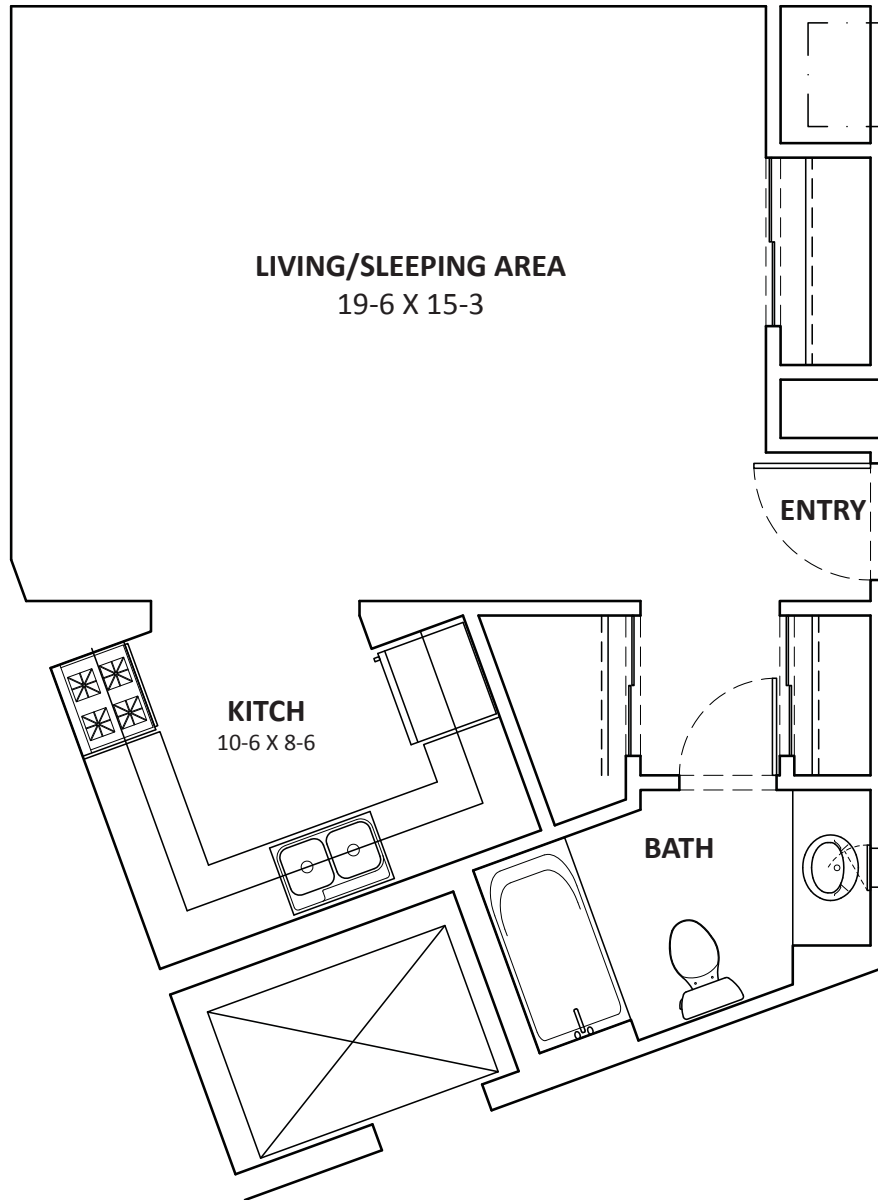 LIVING/SLEEPING AREA
19-6 X 15-3
ENTRY
KITCH
10-6 X 8-6
BATH